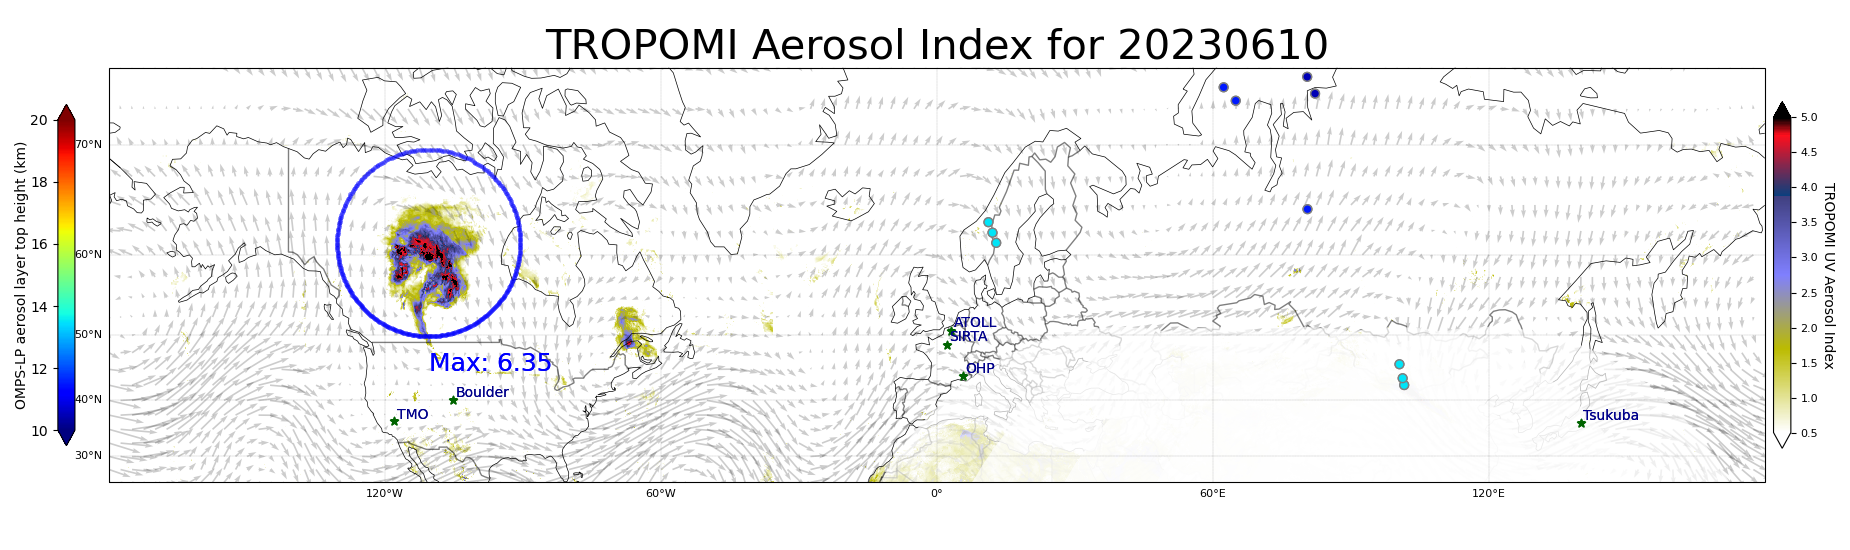 TROPOMI Aerosol Index for 20230610
OMPS-LP aerosol layer top height (km)
20
18
16
14
12
10
70°N
60°N
50°N
40°N
30°N
120°W
60°W
0°
60°E
120°E
Max: 6.35
Boulder
TMO
ATOLL
SIRTA
OHP
Tsukuba
5.0
4.5
4.0
3.5
3.0
2.5
2.0
1.5
1.0
0.5
TROPOMI UV Aerosol Index